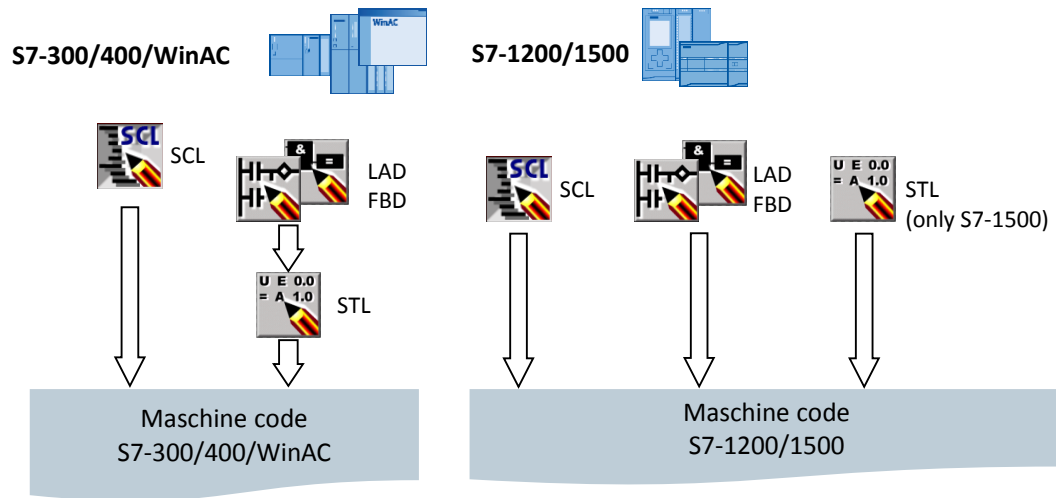 WinAC
S7-300/400/WinAC
S7-1200/1500
SCL
SCL
&
=
LAD
FBD
SCL
SCL
&
=
LAD
FBD
U E 0.0
= A 1.0
STL
(only S7-1500)
U E 0.0
= A 1.0
STL
Maschine code
S7-300/400/WinAC
Maschine code
S7-1200/1500